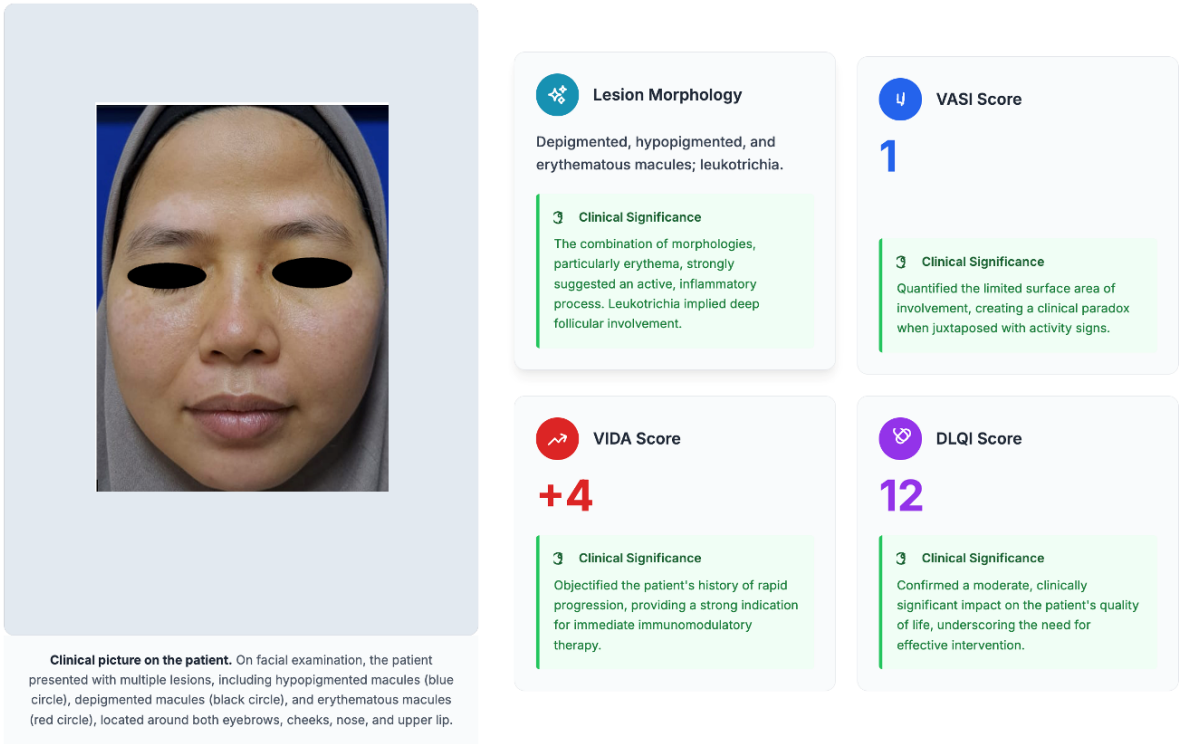 Clinical picture on the patient. On facial examination, the patient
presented with multiple lesions, including hypopigmented macules (blue
circle), depigmented macules (black circle), and erythematous macules
(red circle), located around both eyebrows, cheeks, nose, and upper lip.
Lesion Morphology
Depigmented, hypopigmented, and
erythematous macules; leukotrichia.
Clinical Significance
The combination of morphologies,
particularly erythema, strongly
suggested an active, inflammatory
process. Leukotrichia implied deep
follicular involvement.
VASI Score
1
Clinical Significance
Quantified the limited surface area of
involvement, creating a clinical paradox
when juxtaposed with activity signs.
VIDA Score
+4
Clinical Significance
Objectified the patient's history of rapid
progression, providing a strong indication
for immediate immunomodulatory
therapy.
DLQI Score
12
Clinical Significance
Confirmed a moderate, clinically
significant impact on the patient's quality
of life, underscoring the need for
effective intervention.